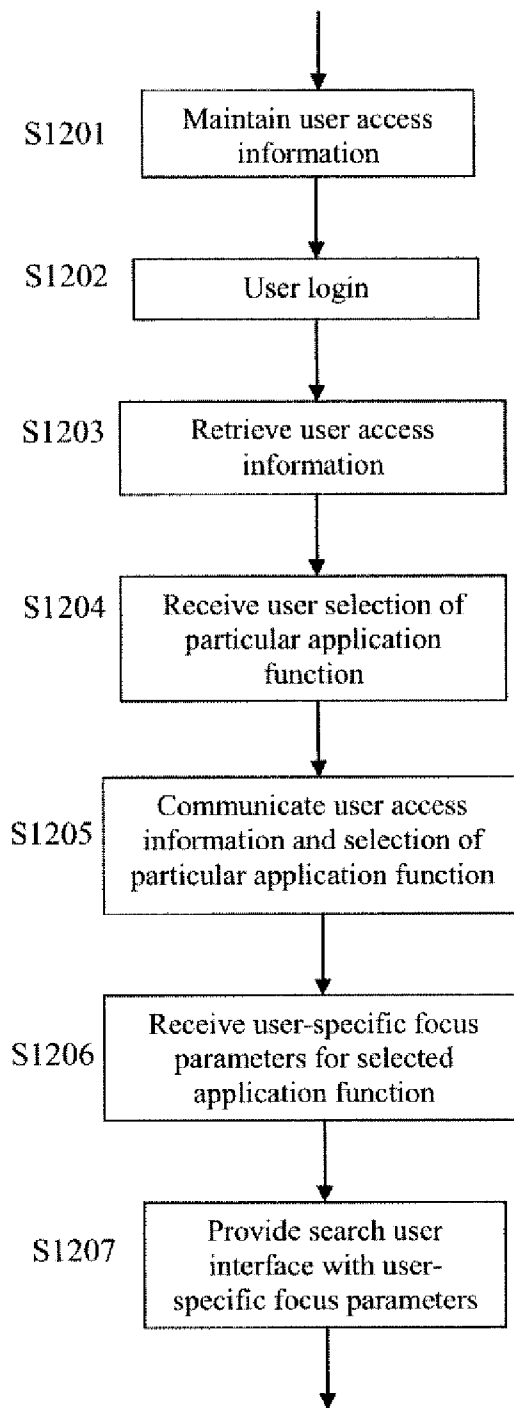 S1201
Maintain user access
information
S1202
User login
S1203
Retrieve user access
information
S1204
Receive user selection of
particular application
function
S1205
Communicate user access
information and selection of
particular application function
S1206
Receive user-specific focus
parameters for selected
application function
S1207
Provide search user
interface with user-
specific focus parameters